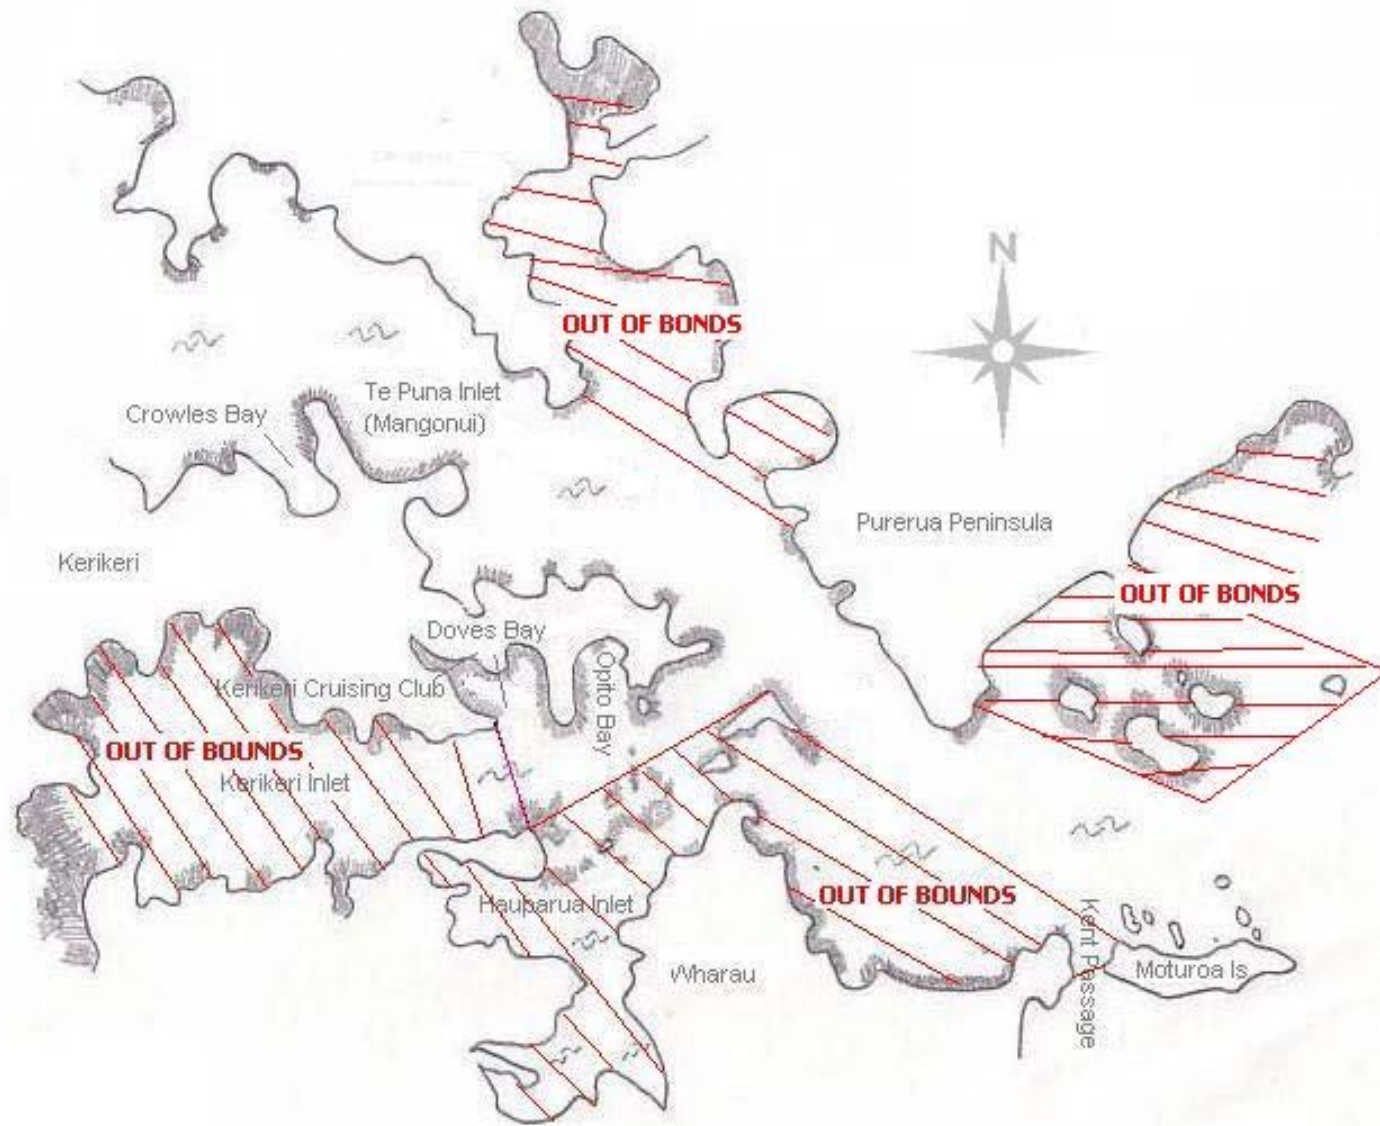 N
OUT OF BONDS
Te Puna Inlet
(Mangonui)
Crowles Bay
Purerua Peninsula
Kerikeri
OUT OF BONDS
Doves Bay
Opito Bay
Kerikeri Cruising Club
OUT OF BOUNDS
Kerikeri Inlet
OUT OF BOUNDS
Hauparua Inlet
Kent Passage
Wharau
Moturoa Is